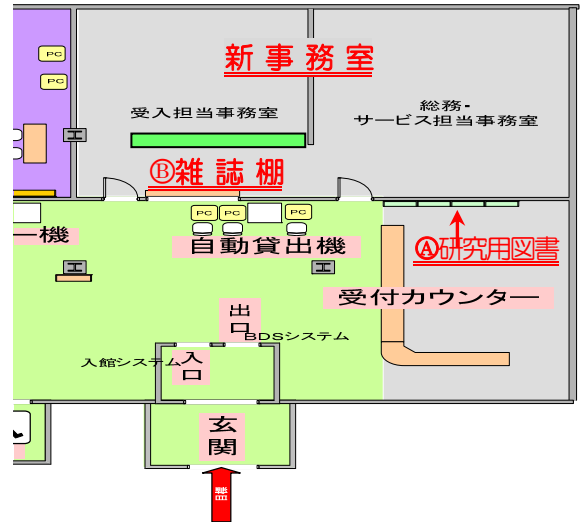 PC
PC
新事務室
受入担当事務室
総務-
サービス担当事務室
Ⓑ雑誌棚
PC
PC
PC
ー機
自動貸出機
Ⓐ研究用図書
受付カウンター
出口
BDSシステム
入館システム
入口
玄関